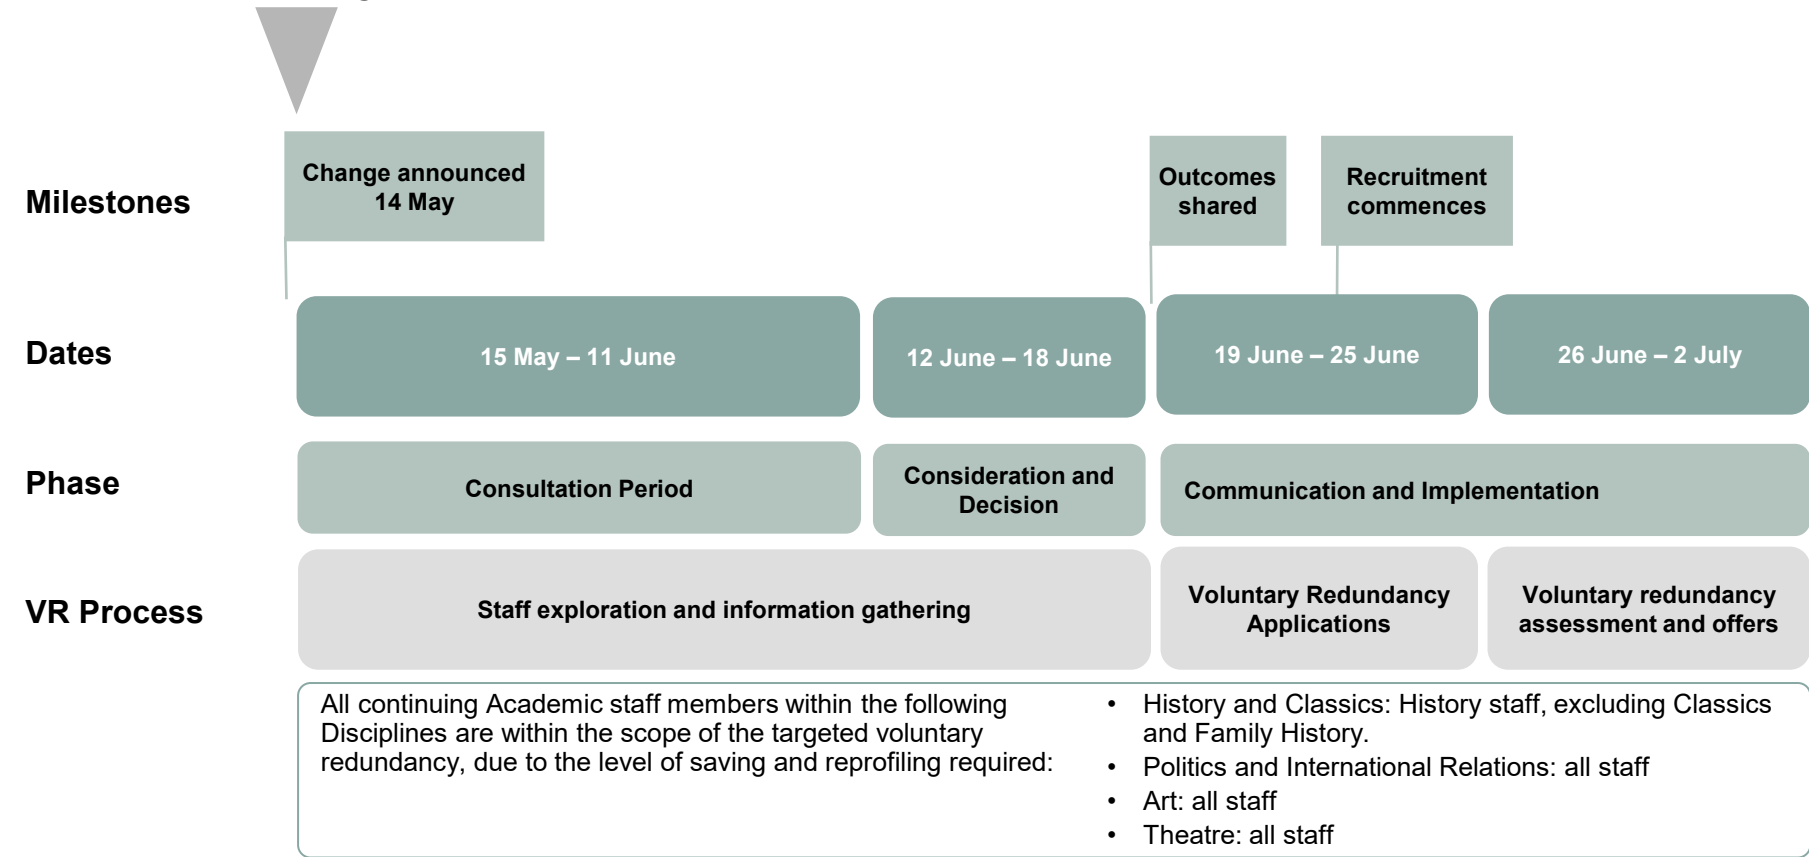 Milestones
Change announced
14 May
Outcomes
shared
Recruitment
commences
Dates
15 May – 11 June
12 June – 18 June
19 June – 25 June
26 June – 2 July
Phase
Consultation Period
Consideration and
Decision
Communication and Implementation
VR Process
Staff exploration and information gathering
Voluntary Redundancy
Applications
Voluntary redundancy
assessment and offers
All continuing Academic staff members within the following
Disciplines are within the scope of the targeted voluntary
redundancy, due to the level of saving and reprofiling required:
• History and Classics: History staff, excluding Classics
and Family History.
• Politics and International Relations: all staff
• Art: all staff
• Theatre: all staff